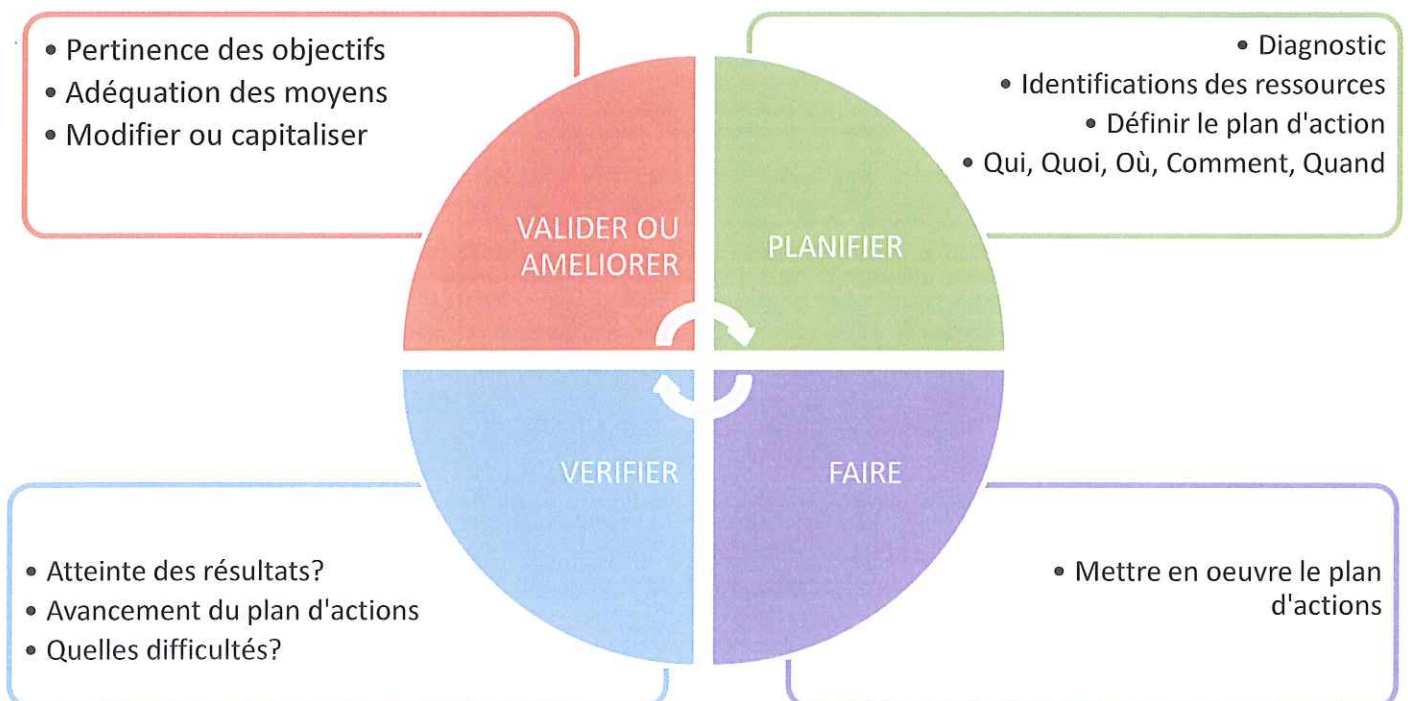 • Pertinence des objectifs
• Adéquation des moyens
• Modifier ou capitaliser
• Diagnostic
• Identifications des ressources
• Définir le plan d'action
• Qui, Quoi, Où, Comment, Quand
VALIDER OU
AMELIORER
PLANIFIER
VERIFIER
FAIRE
• Atteinte des résultats?
• Avancement du plan d'actions
• Quelles difficultés?
• Mettre en oeuvre le plan
d'actions